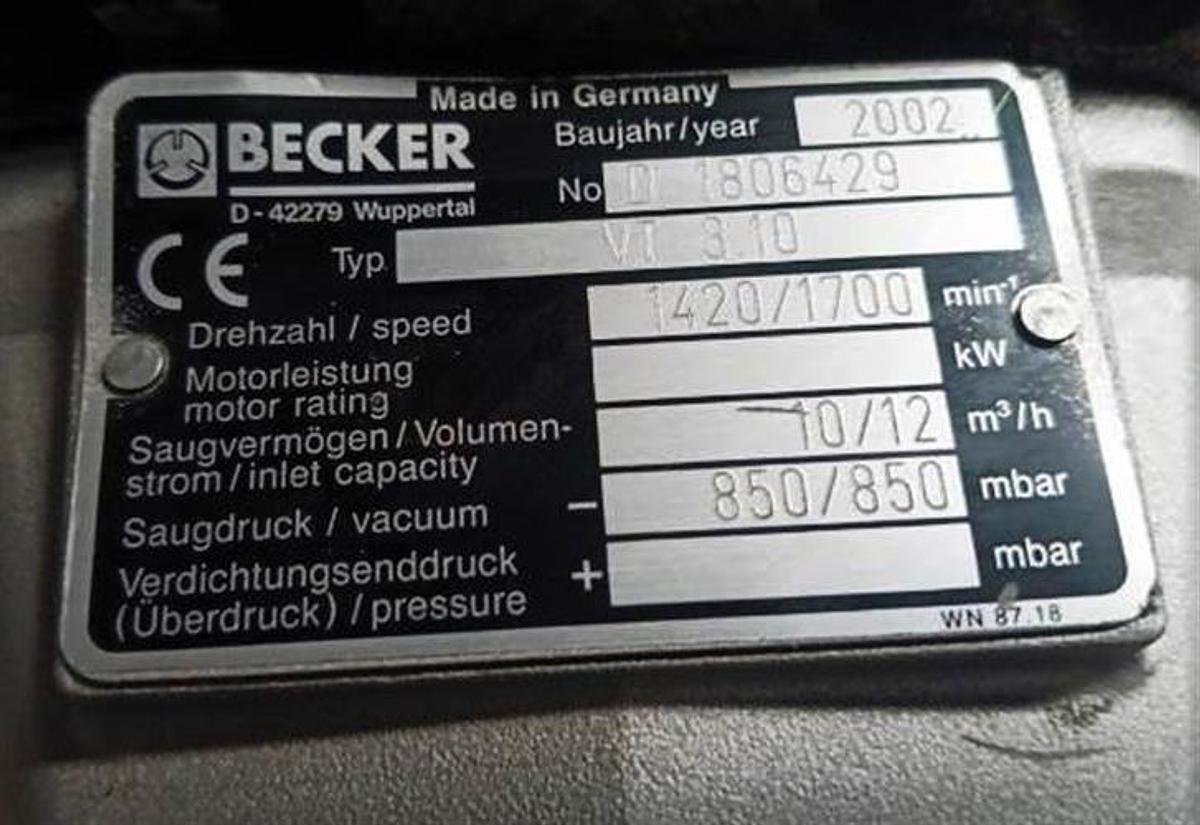 Made in Germany
BECKER
D-42279 Wuppertal
Baujahr/year 2002
No D 1806429
CE
Typ VT 3.10
Drehzahl / speed 1420/1700 min-1
Motorleistung
motor rating kW
Saugvermögen/Volumen-
strom/inlet capacity 10/12 m³/h
Saugdruck / vacuum - 850/850 mbar
Verdichtungsenddruck
(Überdruck) / pressure + mbar
WN 87.18